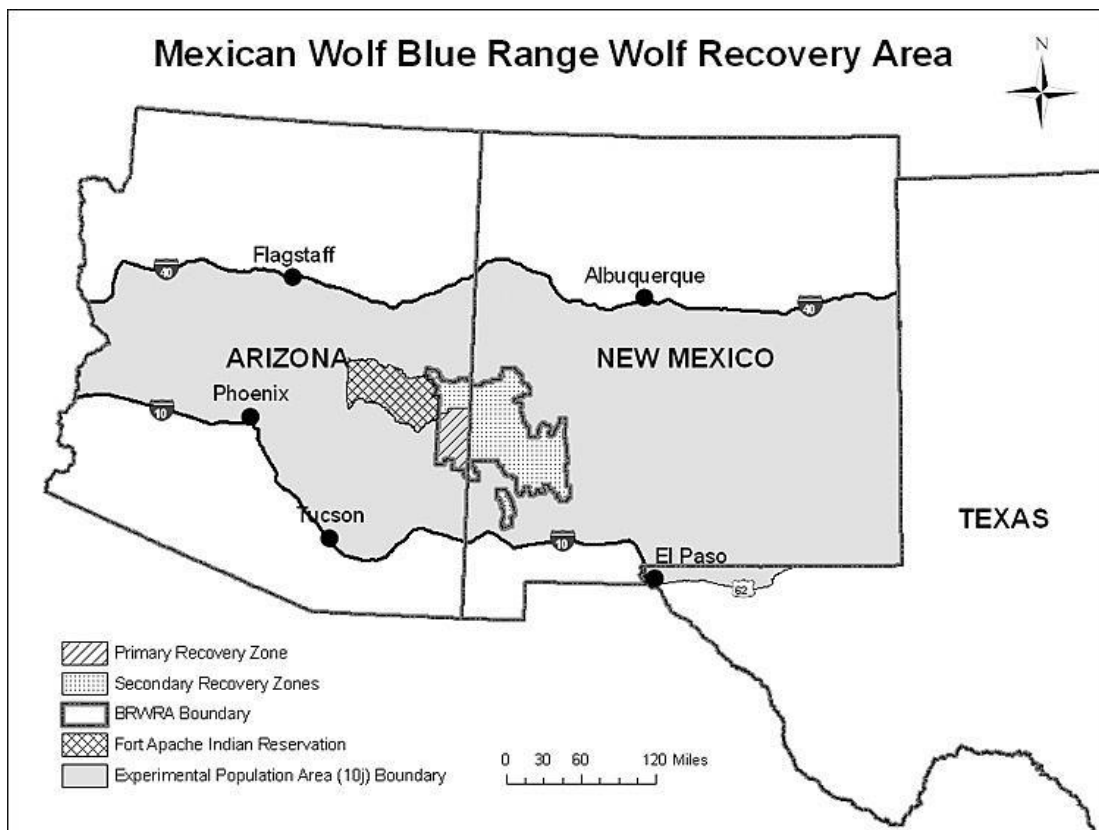 Mexican Wolf Blue Range Wolf Recovery Area
N
Flagstaff
40
Albuquerque
40
ARIZONA
NEW MEXICO
Phoenix
10
Tucson
10
TEXAS
El Paso
62
Primary Recovery Zone
Secondary Recovery Zones
BRWRA Boundary
Fort Apache Indian Reservation
Experimental Population Area (10j) Boundary
0 30 60 120 Miles